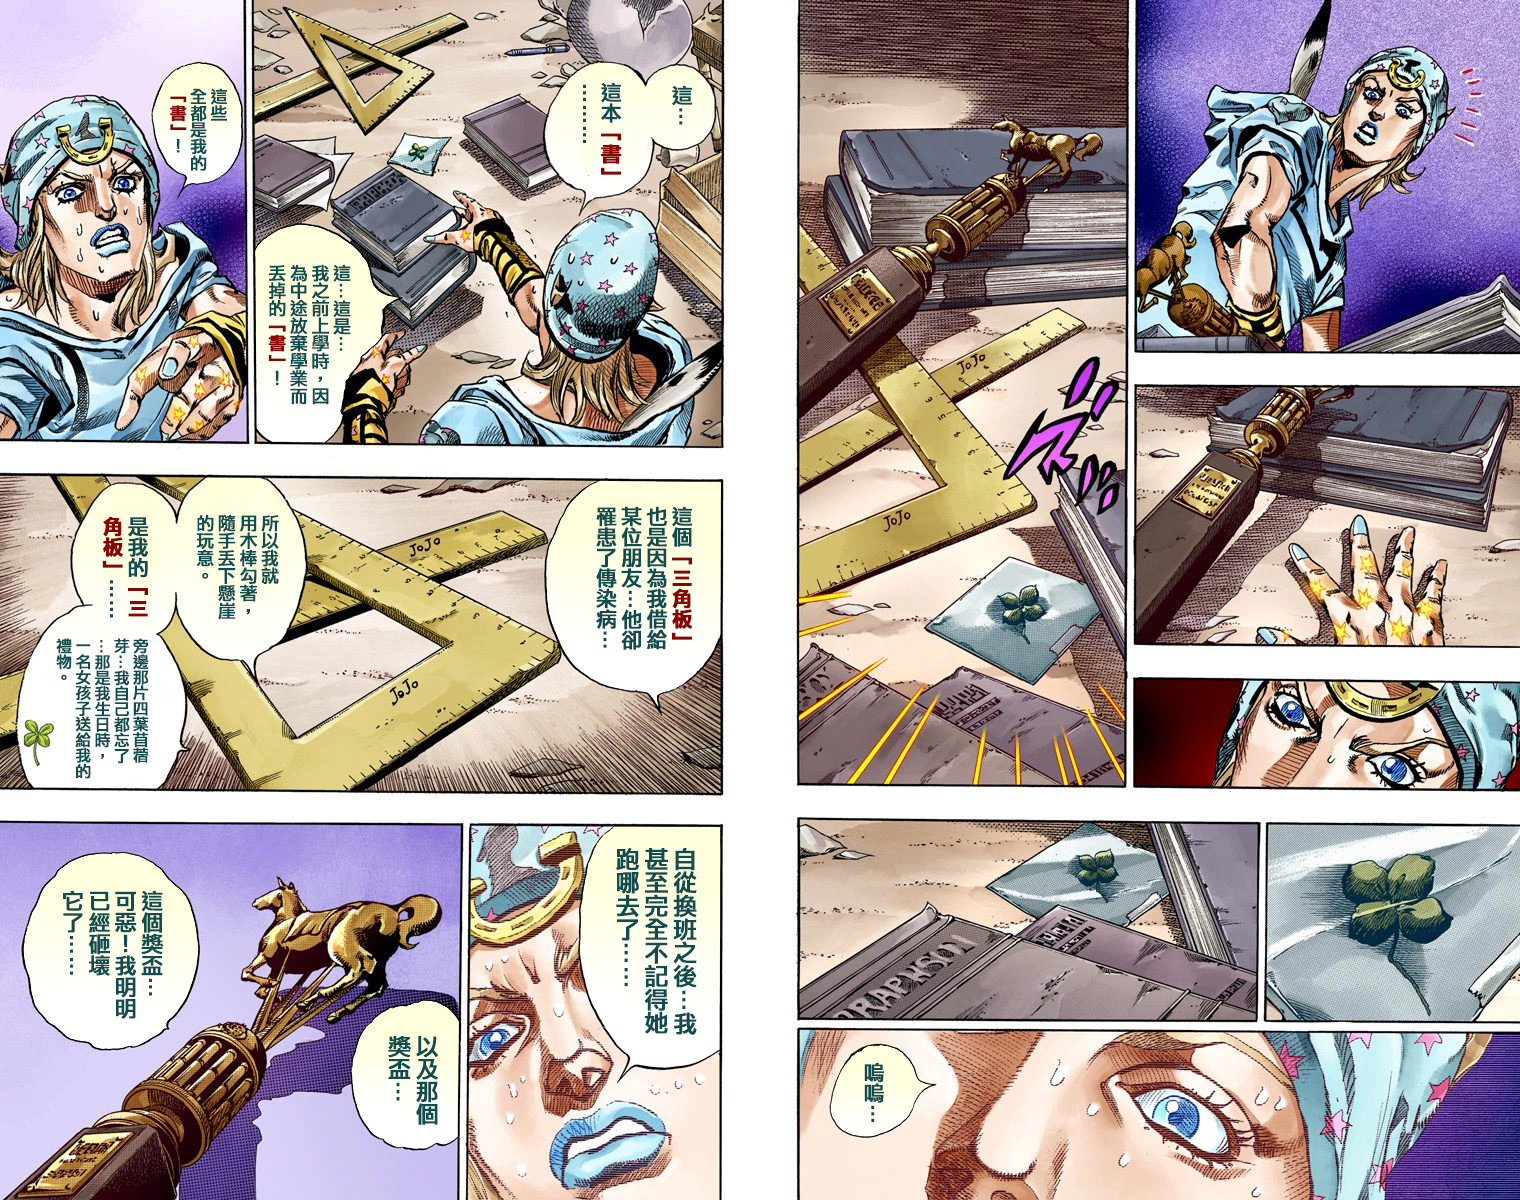 ズ
JoJo
JoJo
嗚
嗚
…
這…
這本「書」
………
這…這是…
我之前上學時，因
為中途放棄學業而
丟掉的「書」！
這些
全都是我的
「書」！
這個「三角板」
也是因為我借給
某位朋友…他卻
罹患了傳染病…
JoJo
JoJo
所以我就
用木棒勾著，
隨手丟下懸崖
的玩意。
是我的「三
角板」……
旁邊那片四葉苜蓿
芽…我自己都忘了
…那是我生日時，
一名女孩子送給我的
禮物。
自從換班之後…我
甚至完全不記得她
跑哪去了……
以及那個
獎盃…
這個獎盃…
可惡！我明明
已經砸壞
它了……